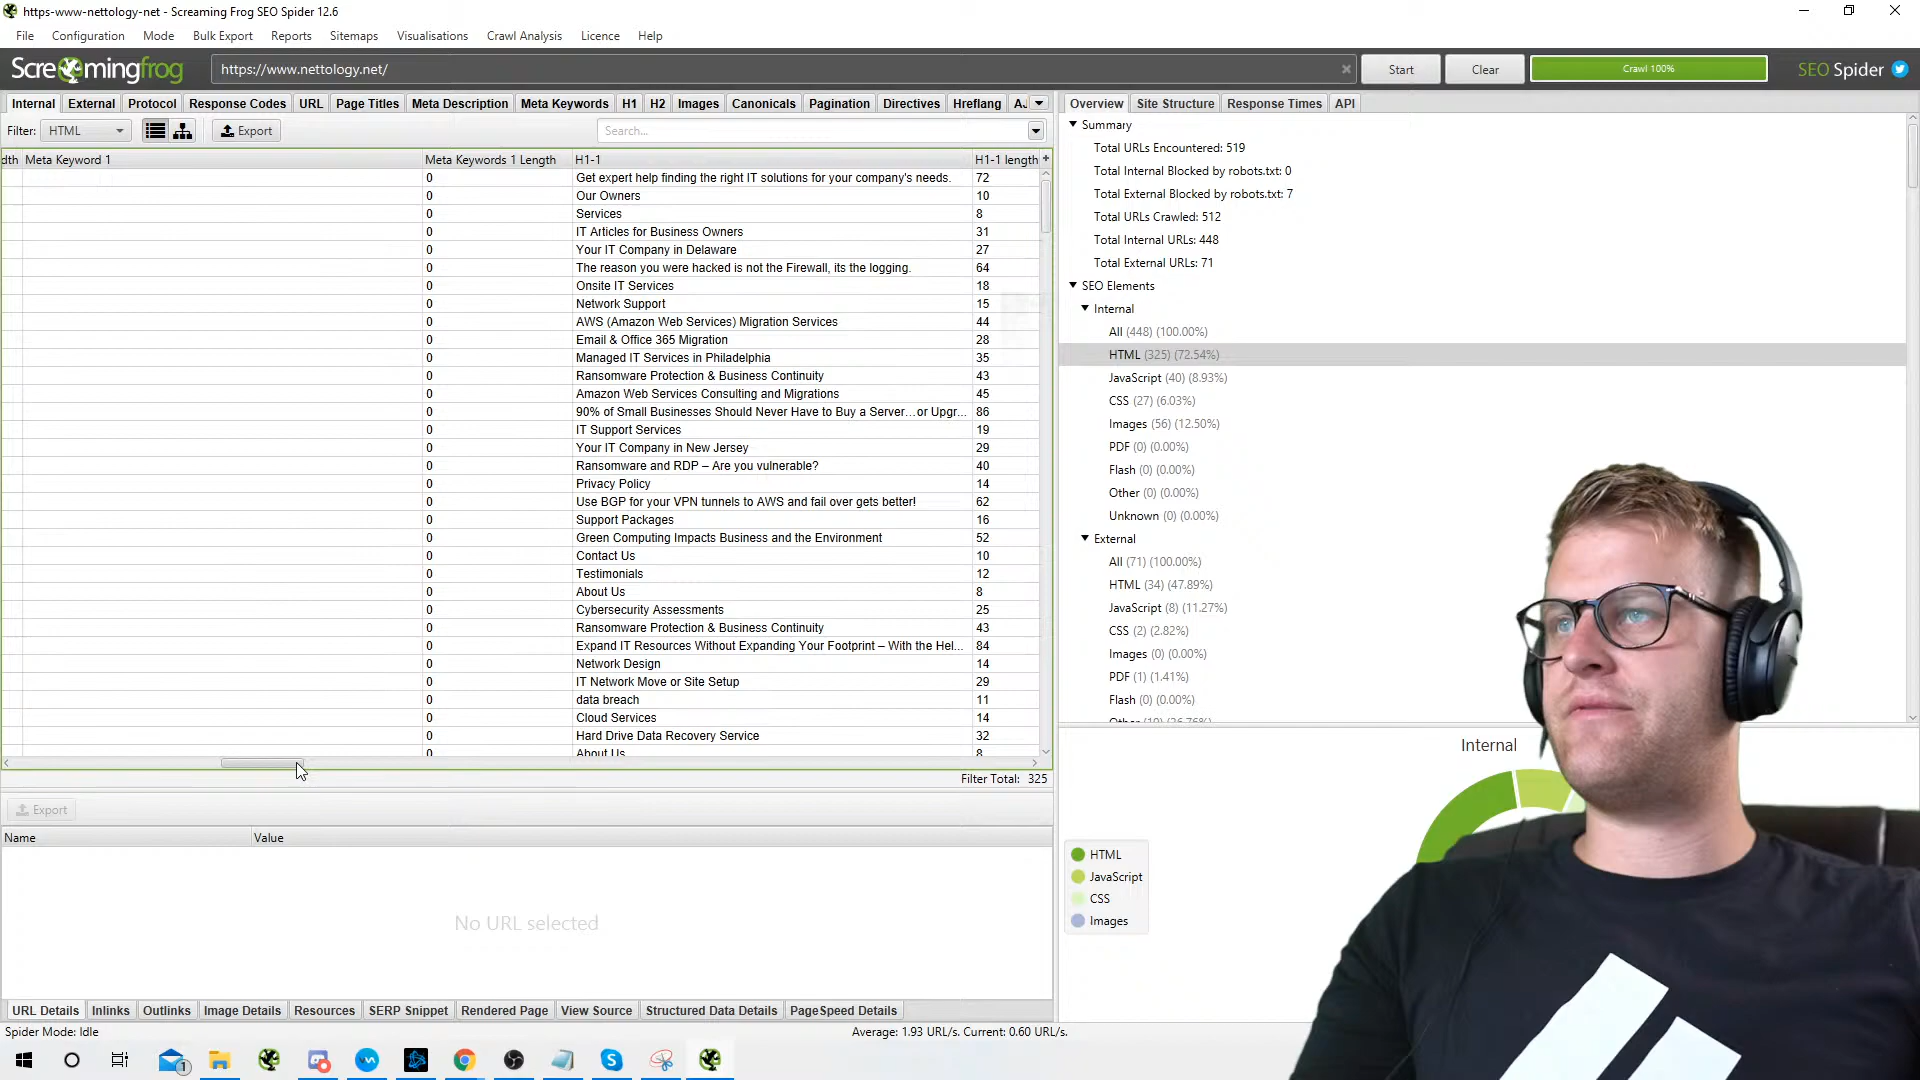 https-www-nettology-net - Screaming Frog SEO Spider 12.6
File Configuration Mode Bulk Export Reports Sitemaps Visualisations Crawl Analysis Licence Help
Screamingfrog https://www.nettology.net/ Start Clear Crawl 100% SEO Spider
Internal External Protocol Response Codes URL Page Titles Meta Description Meta Keywords H1 H2 Images Canonicals Pagination Directives Hreflang AJ
Filter: HTML Export Search...
dth Meta Keyword 1 Meta Keywords 1 Length H1-1 H1-1 length
0 Get expert help finding the right IT solutions for your company's needs. 72
0 Our Owners 10
0 Services 8
0 IT Articles for Business Owners 31
0 Your IT Company in Delaware 27
0 The reason you were hacked is not the Firewall, its the logging. 64
0 Onsite IT Services 18
0 Network Support 15
0 AWS (Amazon Web Services) Migration Services 44
0 Email & Office 365 Migration 28
0 Managed IT Services in Philadelphia 35
0 Ransomware Protection & Business Continuity 43
0 Amazon Web Services Consulting and Migrations 45
0 90% of Small Businesses Should Never Have to Buy a Server…or Upgr... 86
0 IT Support Services 19
0 Your IT Company in New Jersey 29
0 Ransomware and RDP – Are you vulnerable? 40
0 Privacy Policy 14
0 Use BGP for your VPN tunnels to AWS and fail over gets better! 62
0 Support Packages 16
0 Green Computing Impacts Business and the Environment 52
0 Contact Us 10
0 Testimonials 12
0 About Us 8
0 Cybersecurity Assessments 25
0 Ransomware Protection & Business Continuity 43
0 Expand IT Resources Without Expanding Your Footprint – With the Hel... 84
0 Network Design 14
0 IT Network Move or Site Setup 29
0 data breach 11
0 Cloud Services 14
0 Hard Drive Data Recovery Service 32
0 About Us 8
Filter Total: 325
Export
Name Value
No URL selected
URL Details Inlinks Outlinks Image Details Resources SERP Snippet Rendered Page View Source Structured Data Details PageSpeed Details
Spider Mode: Idle Average: 1.93 URL/s. Current: 0.60 URL/s.
Overview Site Structure Response Times API
Summary
Total URLs Encountered: 519
Total Internal Blocked by robots.txt: 0
Total External Blocked by robots.txt: 7
Total URLs Crawled: 512
Total Internal URLs: 448
Total External URLs: 71
SEO Elements
Internal
All (448) (100.00%)
HTML (325) (72.54%)
JavaScript (40) (8.93%)
CSS (27) (6.03%)
Images (56) (12.50%)
PDF (0) (0.00%)
Flash (0) (0.00%)
Other (0) (0.00%)
Unknown (0) (0.00%)
External
All (71) (100.00%)
HTML (34) (47.89%)
JavaScript (8) (11.27%)
CSS (2) (2.82%)
Images (0) (0.00%)
PDF (1) (1.41%)
Flash (0) (0.00%)
Other (19) (26.76%)
Internal
HTML
JavaScript
CSS
Images
1